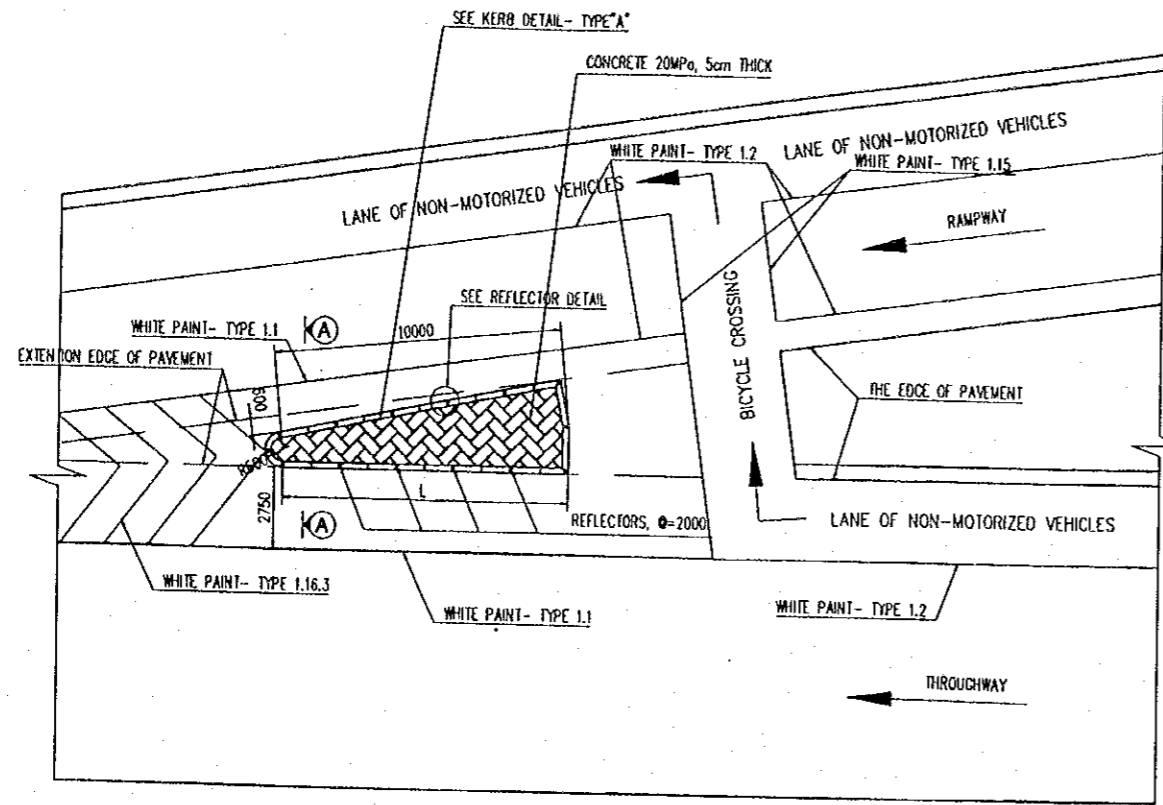 SEE KERB DETAIL- TYPE"A"
CONCRETE 20MPa, 5cm THICK
WHITE PAINT- TYPE 1.2
LANE OF NON-MOTORIZED VEHICLES
WHITE PAINT- TYPE 1.15
LANE OF NON-MOTORIZED VEHICLES
RAMPWAY
SEE REFLECTOR DETAIL
BICYCLE CROSSING
A
10000
WHITE PAINT- TYPE 1.1
EXTENTION EDGE OF PAVEMENT
500
THE EDGE OF PAVEMENT
R500
2750
L
A
REFLECTORS, Φ=2000
LANE OF NON-MOTORIZED VEHICLES
WHITE PAINT- TYPE 1.16.3
WHITE PAINT- TYPE 1.1
WHITE PAINT- TYPE 1.2
THROUGHWAY